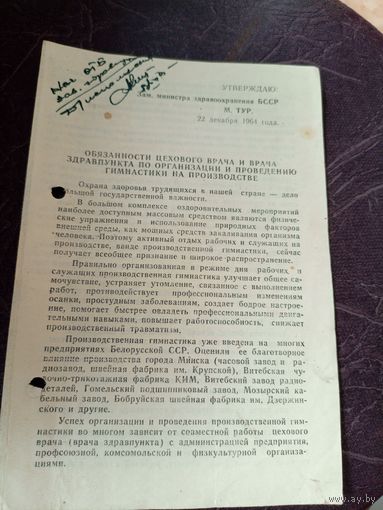 Нач ОТБ
УТВЕРЖДАЮ:
Зам. министра здравоохранения БССР
М. ТУР.
22 декабря 1964 года.
ОБЯЗАННОСТИ ЦЕХОВОГО ВРАЧА И ВРАЧА
ЗДРАВПУНКТА ПО ОРГАНИЗАЦИИ И ПРОВЕДЕНИЮ
ГИМНАСТИКИ НА ПРОИЗВОДСТВЕ
Охрана здоровья трудящихся в нашей стране — дело
большой государственной важности.
В большом комплексе оздоровительных мероприятий
наиболее доступным массовым средством являются физиче-
ские упражнения и использование природных факторов
внешней среды, как мощных средств закаливания организма
человека. Поэтому активный отдых рабочих и служащих на
производстве, ввиде производственной гимнастики, сейчас
получает всеобщее признание и широкое распространение.
Правильно организованная в режиме дня рабочих и
служащих производственная гимнастика улучшает общее са-
мочувствие, устраняет утомление, связанное с выполнением
работ, противодействует профессиональным изменениям
осанки, простудным заболеваниям, создает бодрое настрое-
ние, помогает быстрее овладеть профессиональными двига-
тельными навыками, повышает работоспособность, снижает
производственный травматизм.
Производственная гимнастика уже введена на многих
предприятиях Белорусской ССР. Оценили ее благотворное
влияние производства города Минска (часовой завод и ра-
диозавод, швейная фабрика им. Крупской), Витебская чу-
лочно-трикотажная фабрика КИМ, Витебский завод радио-
деталей, Гомельский подшипниковый завод, Мозырский ка-
бельный завод, Бобруйская швейная фабрика им. Дзержин-
ского и другие.
Успех организации и проведения производственной гим-
настики во многом зависит от совместной работы цехового
врача (врача здравпункта) с администрацией предприятия,
профсоюзной, комсомольской и физкультурной организа-
циями.
www.ay.by